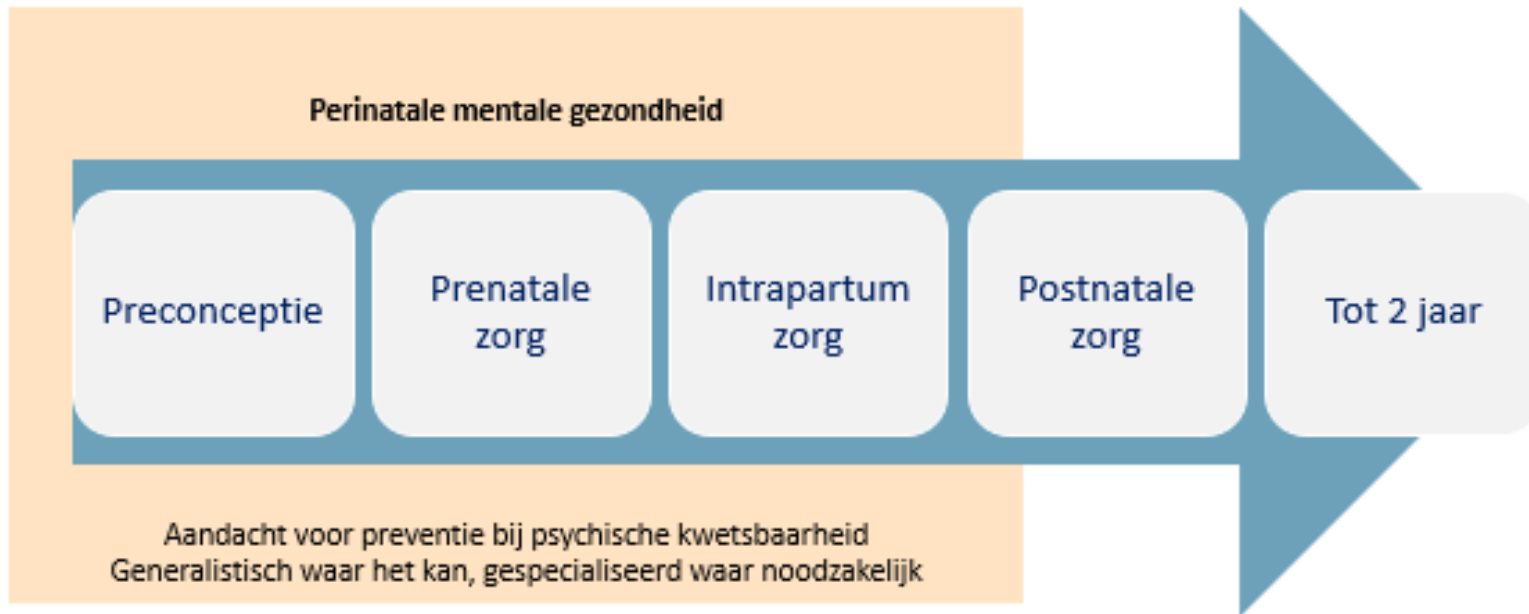 Perinatale mentale gezondheid
Preconceptie
Prenatale
zorg
Intrapartum
zorg
Postnatale
zorg
Tot 2 jaar
Aandacht voor preventie bij psychische kwetsbaarheid
Generalistisch waar het kan, gespecialiseerd waar noodzakelijk